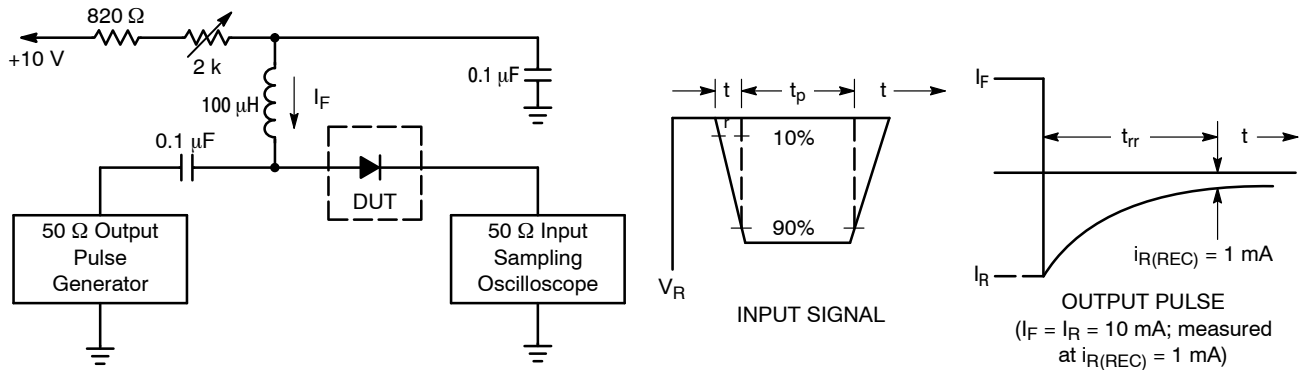 820 Ω
+10 V
2 k
0.1 μF
100 μH
I_F
0.1 μF
DUT
50 Ω Output
Pulse
Generator
50 Ω Input
Sampling
Oscilloscope
t
t_p
t
r
10%
90%
V_R
INPUT SIGNAL
I_F
t_rr
t
I_R
i_R(REC) = 1 mA
OUTPUT PULSE
(I_F = I_R = 10 mA; measured
at i_R(REC) = 1 mA)